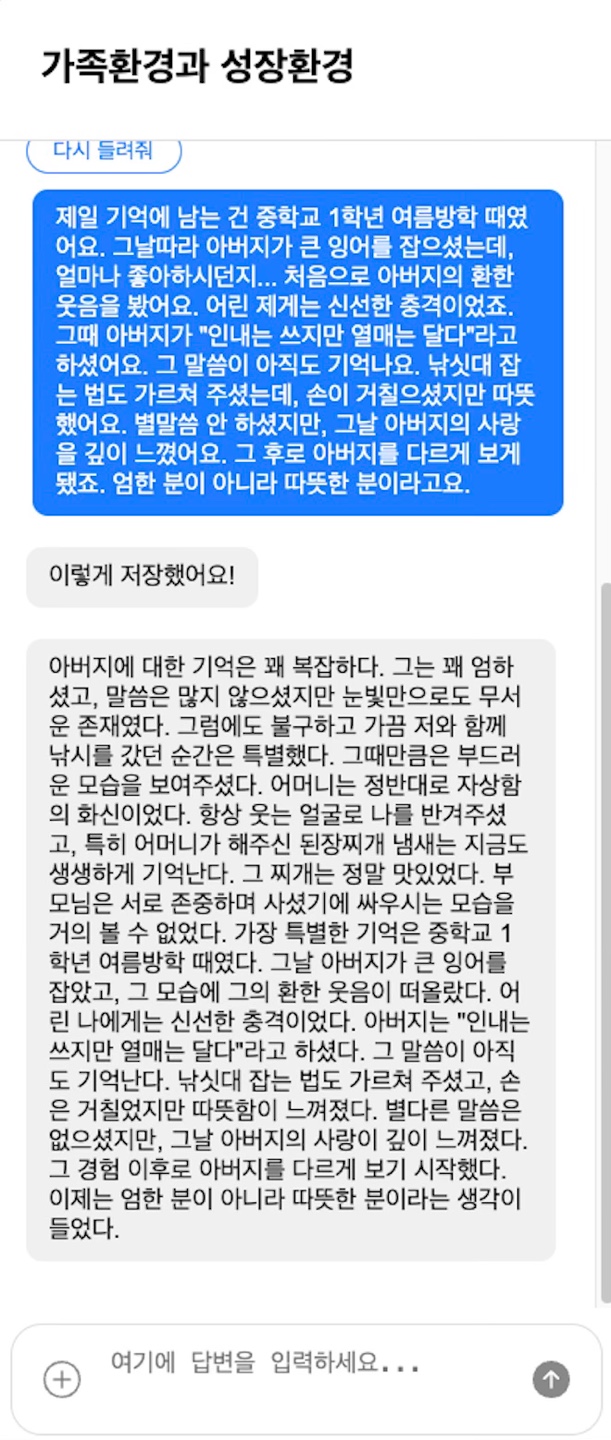 가족환경과 성장환경
다시 들려줘
제일 기억에 남는 건 중학교 1학년 여름방학 때였
어요. 그날따라 아버지가 큰 잉어를 잡으셨는데,
얼마나 좋아하시던지... 처음으로 아버지의 환한
웃음을 봤어요. 어린 제게는 신선한 충격이었죠.
그때 아버지가 "인내는 쓰지만 열매는 달다"라고
하셨어요. 그 말씀이 아직도 기억나요. 낚싯대 잡
는 법도 가르쳐 주셨는데, 손이 거칠으셨지만 따뜻
했어요. 별말씀 안 하셨지만, 그날 아버지의 사랑
을 깊이 느꼈어요. 그 후로 아버지를 다르게 보게
됐죠. 엄한 분이 아니라 따뜻한 분이라고요.
이렇게 저장했어요!
아버지에 대한 기억은 꽤 복잡하다. 그는 꽤 엄하
셨고, 말씀은 많지 않으셨지만 눈빛만으로도 무서
운 존재였다. 그럼에도 불구하고 가끔 저와 함께
낚시를 갔던 순간은 특별했다. 그때만큼은 부드러
운 모습을 보여주셨다. 어머니는 정반대로 자상함
의 화신이었다. 항상 웃는 얼굴로 나를 반겨주셨
고, 특히 어머니가 해주신 된장찌개 냄새는 지금도
생생하게 기억난다. 그 찌개는 정말 맛있었다. 부
모님은 서로 존중하며 사셨기에 싸우시는 모습을
거의 볼 수 없었다. 가장 특별한 기억은 중학교 1
학년 여름방학 때였다. 그날 아버지가 큰 잉어를
잡았고, 그 모습에 그의 환한 웃음이 떠올랐다. 어
린 나에게는 신선한 충격이었다. 아버지는 "인내는
쓰지만 열매는 달다"라고 하셨다. 그 말씀이 아직
도 기억난다. 낚싯대 잡는 법도 가르쳐 주셨고, 손
은 거칠었지만 따뜻함이 느껴졌다. 별다른 말씀은
없으셨지만, 그날 아버지의 사랑이 깊이 느껴졌다.
그 경험 이후로 아버지를 다르게 보기 시작했다.
이제는 엄한 분이 아니라 따뜻한 분이라는 생각이
들었다.
여기에 답변을 입력하세요...